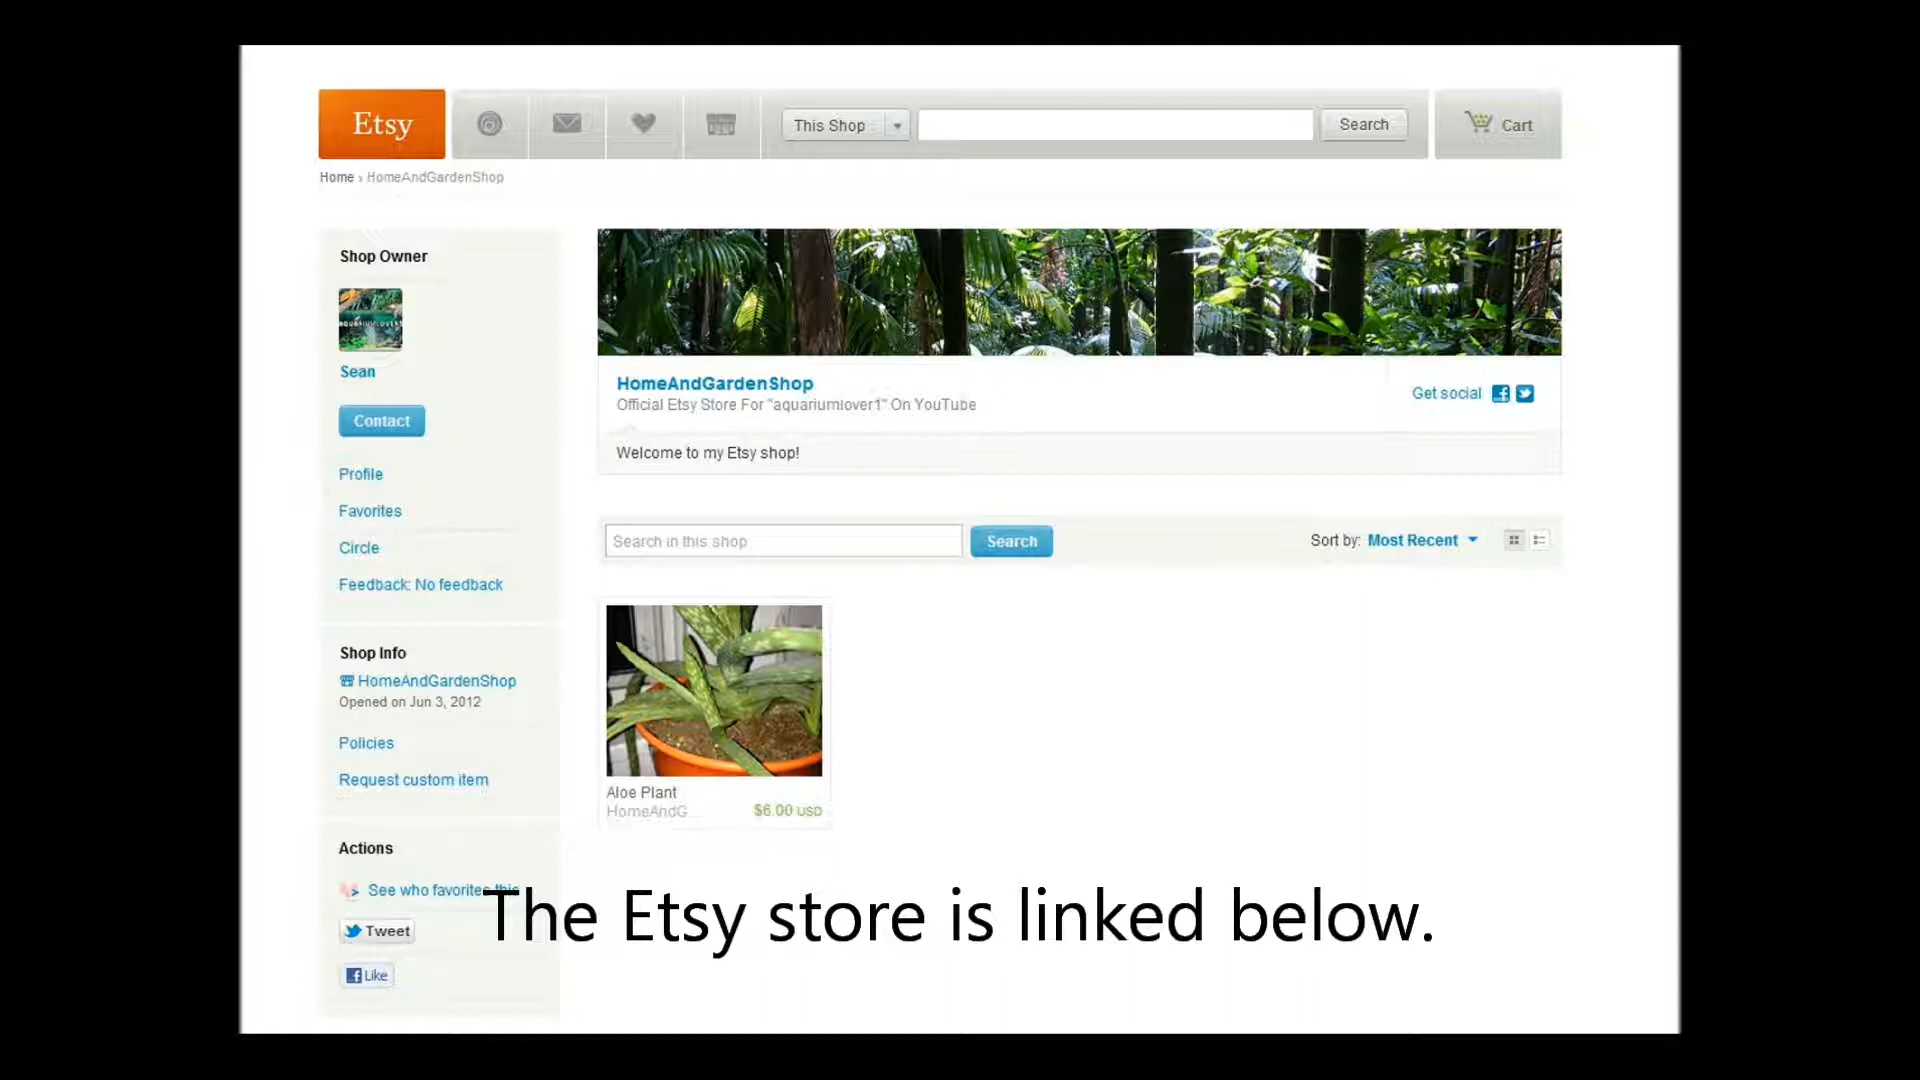 Etsy
This Shop
Search
Cart
Home › HomeAndGardenShop
Shop Owner
AQUARIUMLOVER1
Sean
Contact
Profile
Favorites
Circle
Feedback: No feedback
Shop Info
HomeAndGardenShop
Opened on Jun 3, 2012
Policies
Request custom item
Actions
See who favorites this
Tweet
Like
HomeAndGardenShop
Official Etsy Store For "aquariumlover1" On YouTube
Get social
Welcome to my Etsy shop!
Search in this shop
Search
Sort by: Most Recent
Aloe Plant
HomeAndG...
$6.00 USD
The Etsy store is linked below.